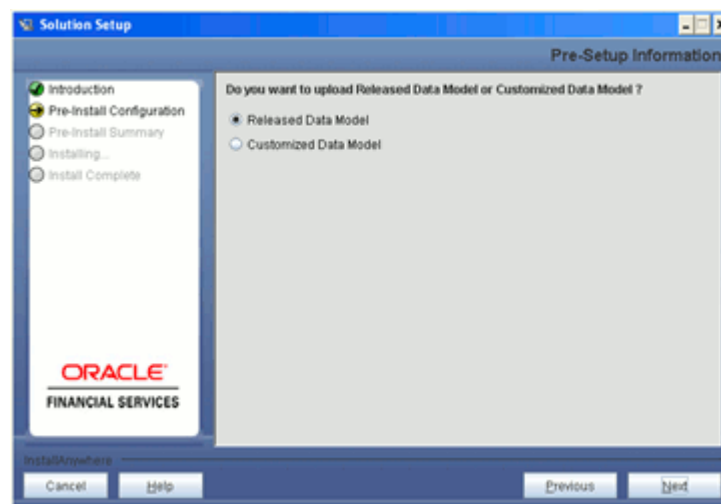 Solution Setup
Pre-Setup Information
Introduction
Pre-Install Configuration
Pre-Install Summary
Installing...
Install Complete
Do you want to upload Released Data Model or Customized Data Model ?
Released Data Model
Customized Data Model
ORACLE
FINANCIAL SERVICES
InstallAnywhere
Cancel
Help
Previous
Next